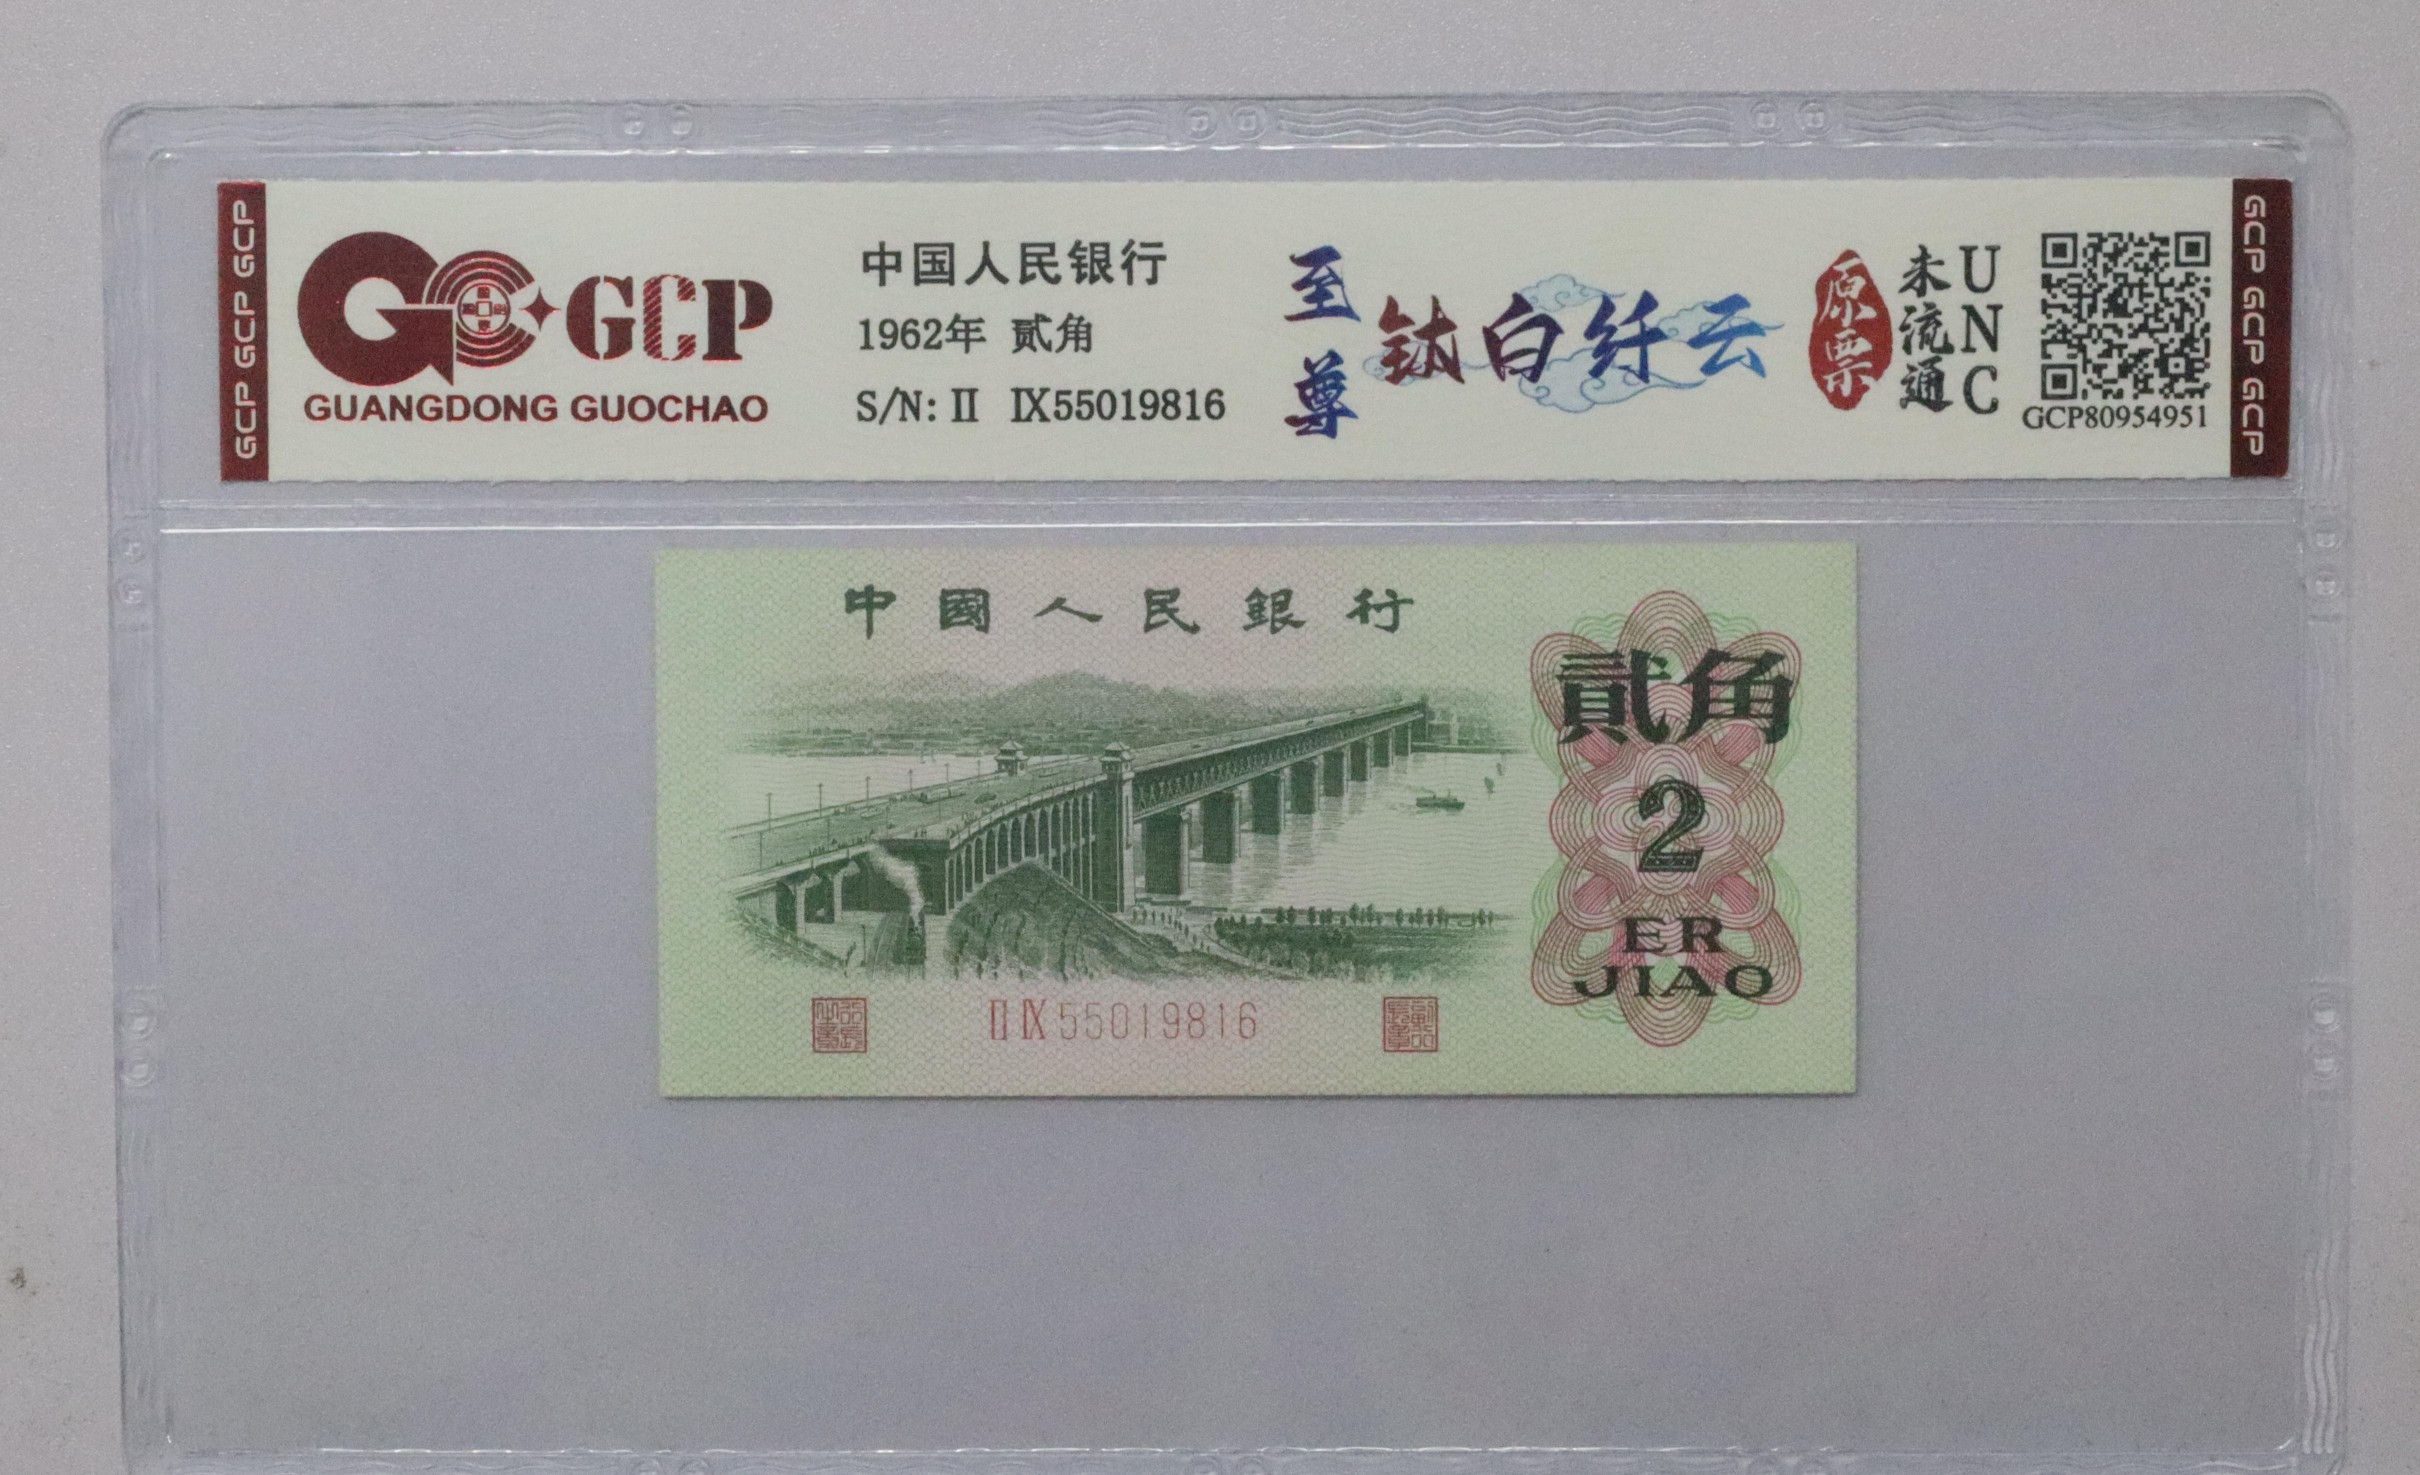 GCP GCP GCP
GCP
GUANGDONG GUOCHAO
中国人民银行
1962年 贰角
S/N: II IX55019816
至尊
钛白纤云
原票
未流通
UNC
GCP80954951
GCP GCP GCP
中國人民銀行
貳角
2
ER
JIAO
II IX 55019816